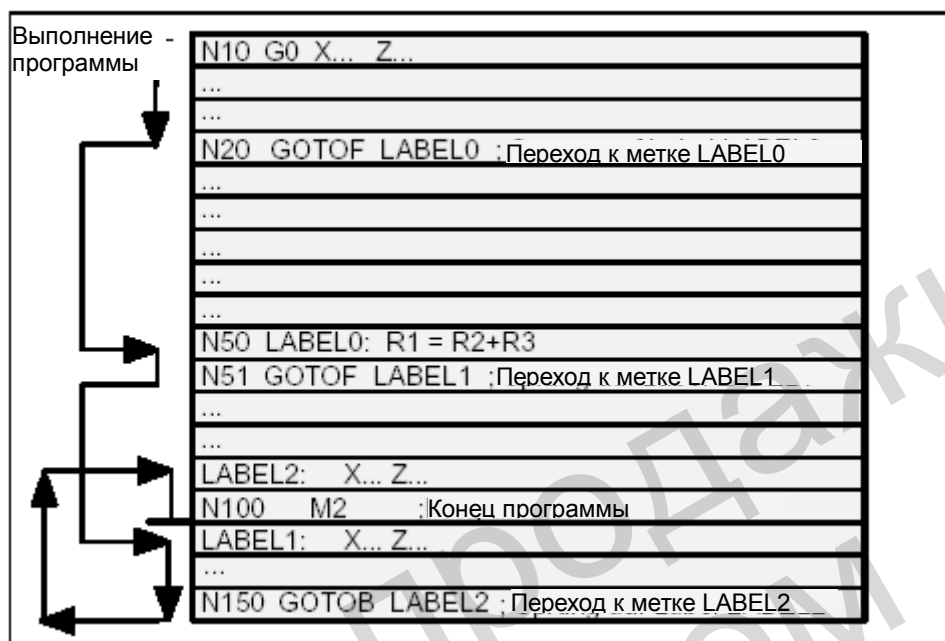 Выполнение -
программы
N10 G0 X... Z...
...
...
N20 GOTOF LABEL0 ; Переход к метке LABEL0
...
...
...
...
...
N50 LABEL0: R1 = R2+R3
N51 GOTOF LABEL1 ;Переход к метке LABEL1
...
...
LABEL2: X... Z...
N100 M2 ;Конец программы
LABEL1: X... Z...
...
N150 GOTOB LABEL2 ; Переход к метке LABEL2